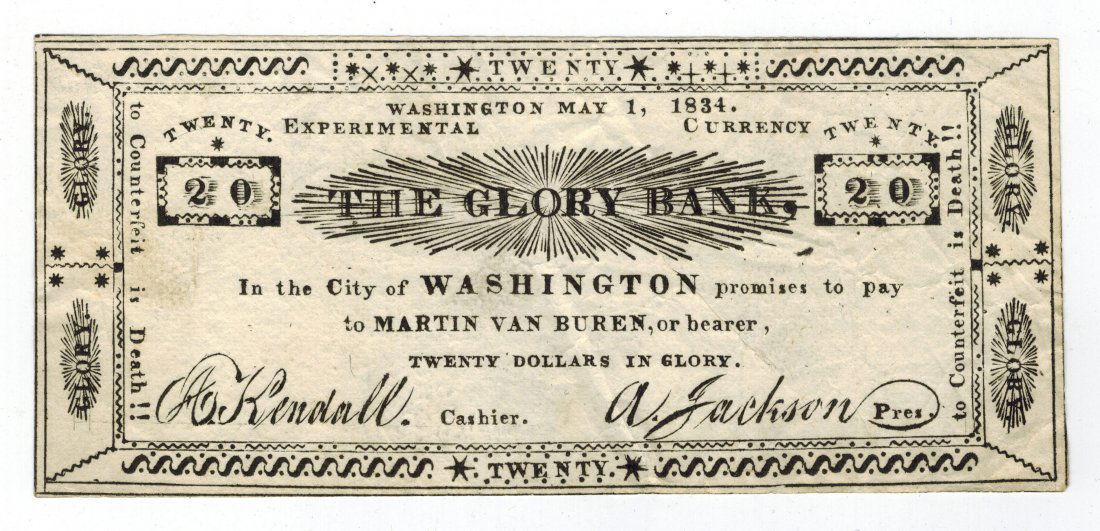 TWENTY
WASHINGTON MAY 1, 1834.
EXPERIMENTAL CURRENCY
TWENTY.
20
TWENTY.
20
THE GLORY BANK,
In the City of WASHINGTON promises to pay
to MARTIN VAN BUREN, or bearer,
TWENTY DOLLARS IN GLORY.
A. Kendall. Cashier.
A. Jackson Pres.
TWENTY.
GLORY.
GLORY.
to Counterfeit is Death!!
to Counterfeit is Death!!
GLORY.
GLORY.